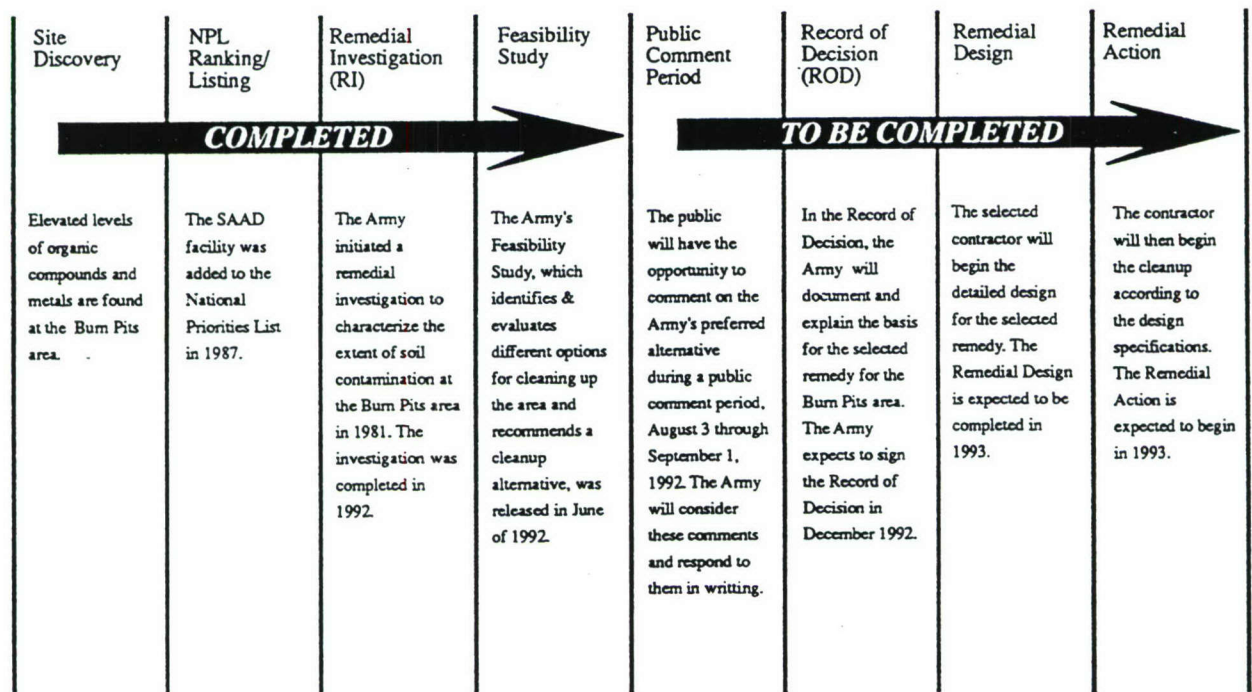 Site
Discovery
NPL
Ranking/
Listing
Remedial
Investigation
(RI)
Feasibility
Study
Public
Comment
Period
Record of
Decision
(ROD)
Remedial
Design
Remedial
Action
COMPLETED
TO BE COMPLETED
Elevated levels
of organic
compounds and
metals are found
at the Burn Pits
area.
The SAAD
facility was
added to the
National
Priorities List
in 1987.
The Army
initiated a
remedial
investigation to
characterize the
extent of soil
contamination at
the Burn Pits area
in 1981. The
investigation was
completed in
1992.
The Army's
Feasibility
Study, which
identifies &
evaluates
different options
for cleaning up
the area and
recommends a
cleanup
alternative, was
released in June
of 1992.
The public
will have the
opportunity to
comment on the
Army's preferred
alternative
during a public
comment period,
August 3 through
September 1,
1992. The Army
will consider
these comments
and respond to
them in writting.
In the Record of
Decision, the
Army will
document and
explain the basis
for the selected
remedy for the
Burn Pits area.
The Army
expects to sign
the Record of
Decision in
December 1992.
The selected
contractor will
begin the
detailed design
for the selected
remedy. The
Remedial Design
is expected to be
completed in
1993.
The contractor
will then begin
the cleanup
according to
the design
specifications.
The Remedial
Action is
expected to begin
in 1993.